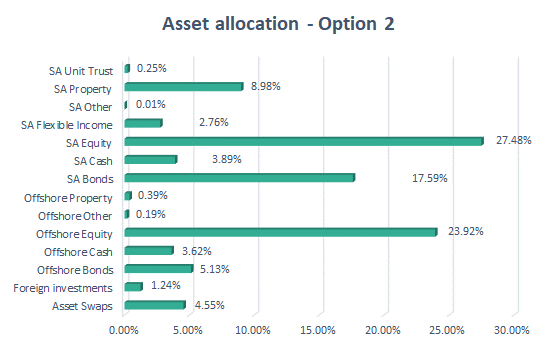 Asset allocation - Option 2
SA Unit Trust 0.25%
SA Property 8.98%
SA Other 0.01%
SA Flexible Income 2.76%
SA Equity 27.48%
SA Cash 3.89%
SA Bonds 17.59%
Offshore Property 0.39%
Offshore Other 0.19%
Offshore Equity 23.92%
Offshore Cash 3.62%
Offshore Bonds 5.13%
Foreign investments 1.24%
Asset Swaps 4.55%
0.00% 5.00% 10.00% 15.00% 20.00% 25.00% 30.00%